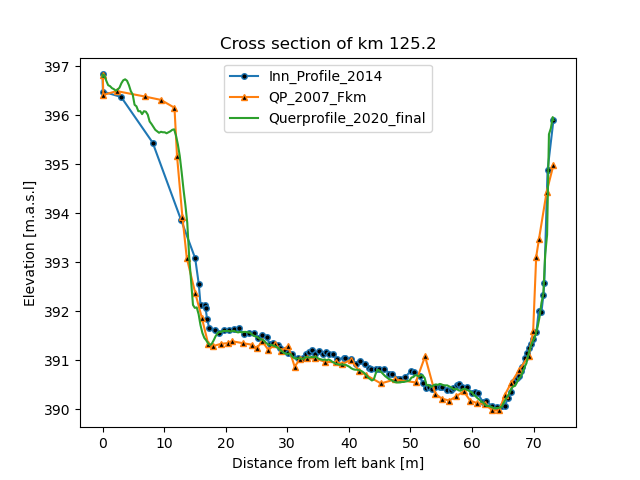 Cross section of km 125.2
Inn_Profile_2014
QP_2007_Fkm
Querprofile_2020_final
397
396
395
394
393
392
391
390
Elevation [m.a.s.l]
0 10 20 30 40 50 60 70
Distance from left bank [m]